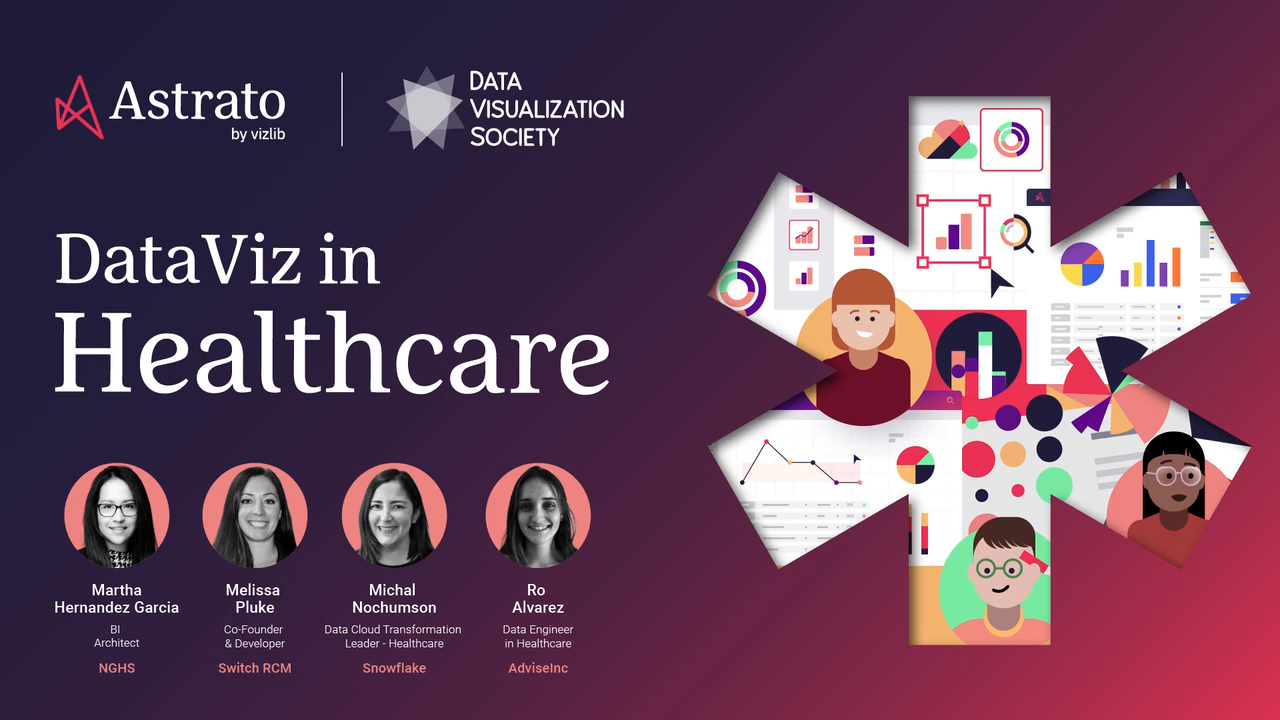 Astrato
by vizlib
DATA
VISUALIZATION
SOCIETY
DataViz in
Healthcare
Martha
Hernandez Garcia
BI
Architect
NGHS
Melissa
Pluke
Co-Founder
& Developer
Switch RCM
Michal
Nochumson
Data Cloud Transformation
Leader - Healthcare
Snowflake
Ro
Alvarez
Data Engineer
in Healthcare
AdviseInc